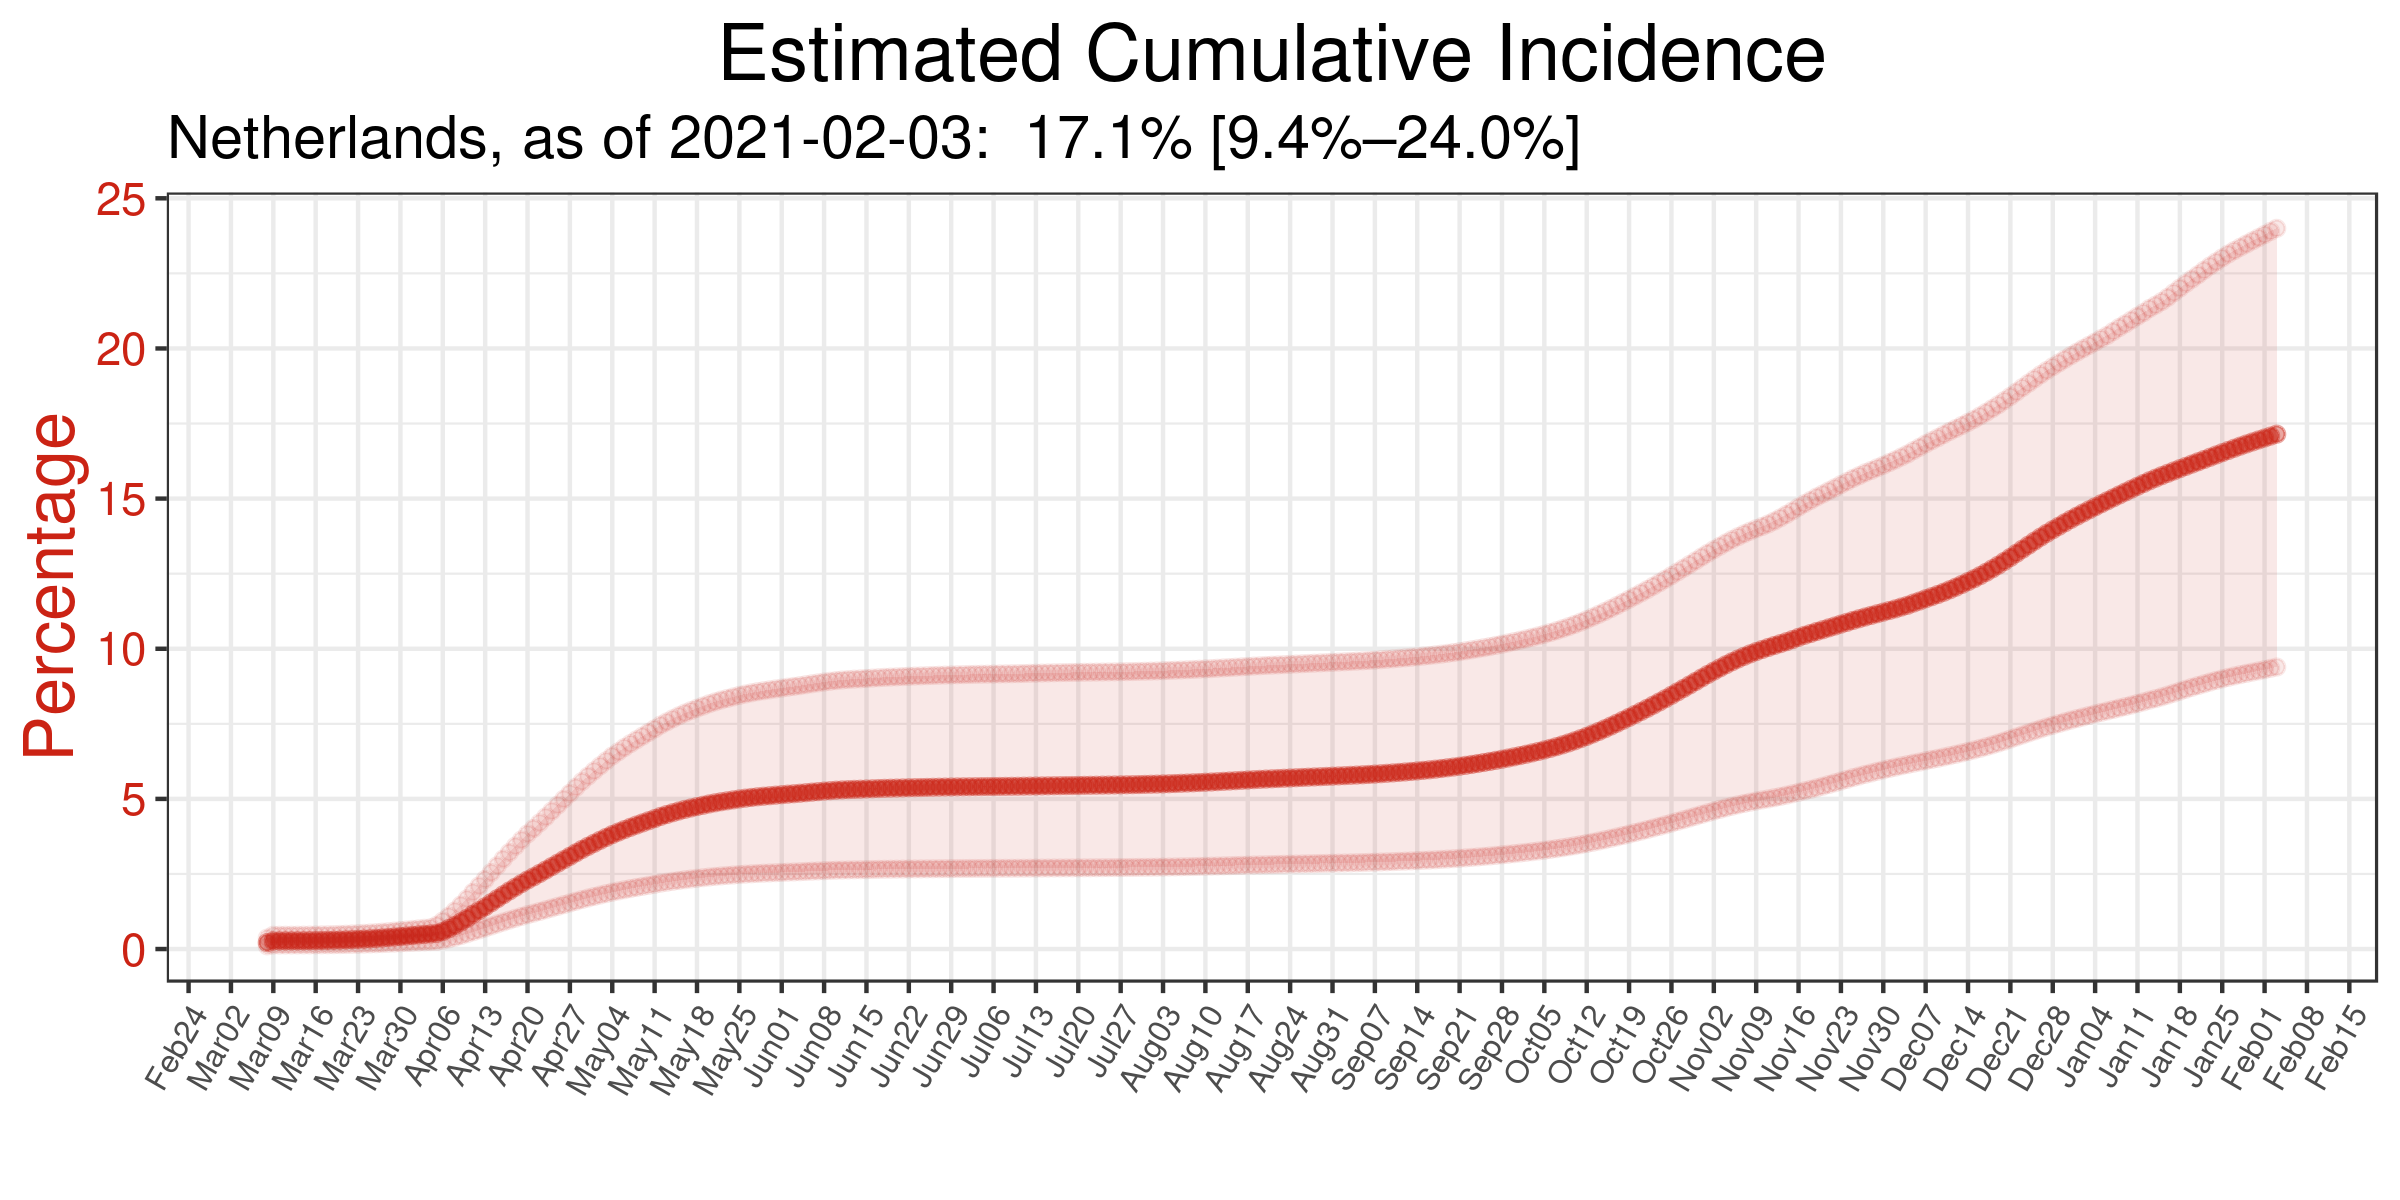 Estimated Cumulative Incidence
Netherlands, as of 2021-02-03:  17.1% [9.4%–24.0%]
Percentage
25
20
15
10
5
0
Feb24
Mar02
Mar09
Mar16
Mar23
Mar30
Apr06
Apr13
Apr20
Apr27
May04
May11
May18
May25
Jun01
Jun08
Jun15
Jun22
Jun29
Jul06
Jul13
Jul20
Jul27
Aug03
Aug10
Aug17
Aug24
Aug31
Sep07
Sep14
Sep21
Sep28
Oct05
Oct12
Oct19
Oct26
Nov02
Nov09
Nov16
Nov23
Nov30
Dec07
Dec14
Dec21
Dec28
Jan04
Jan11
Jan18
Jan25
Feb01
Feb08
Feb15